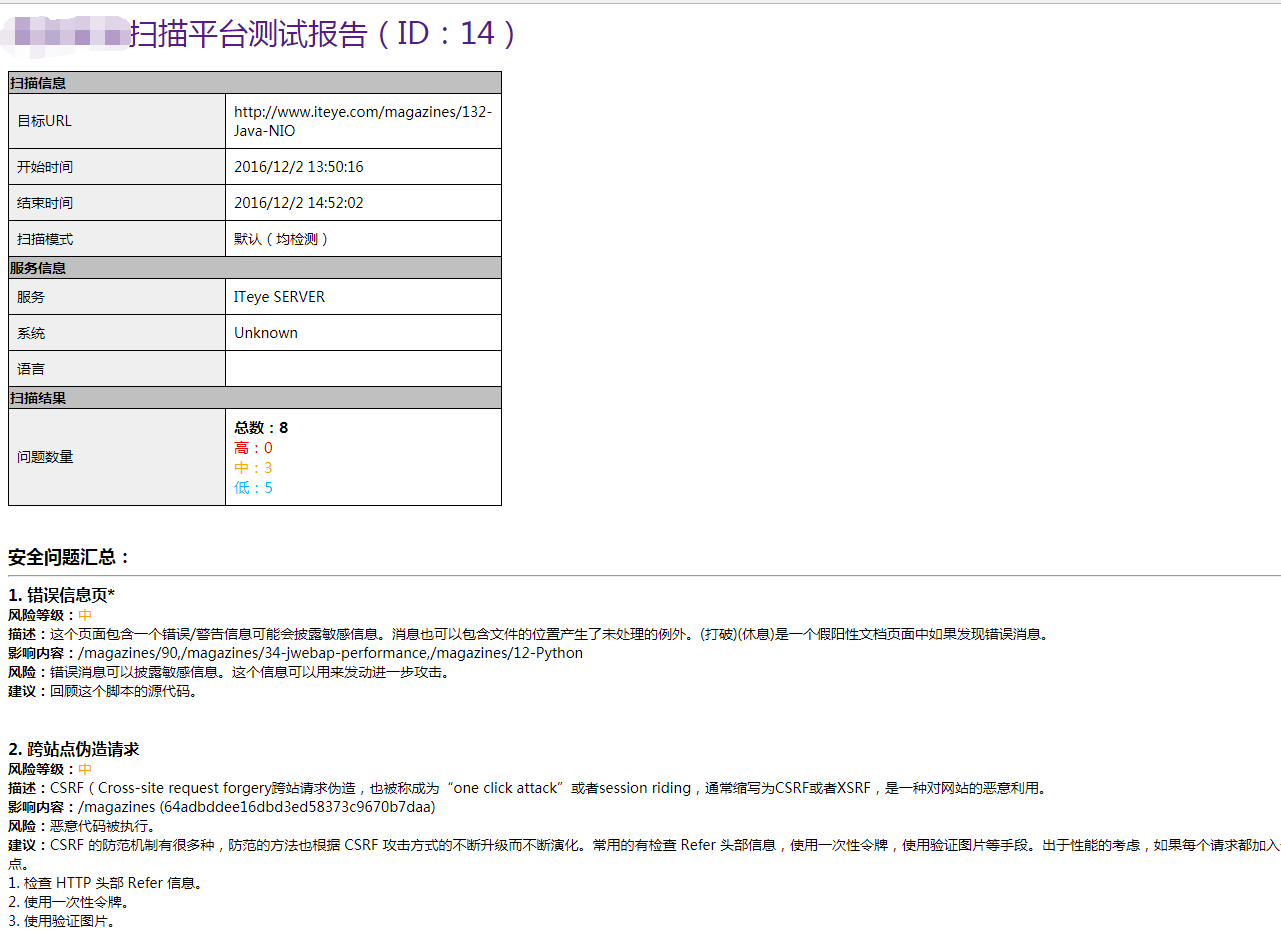 扫描平台测试报告（ID：14）
扫描信息
目标URL
http://www.iteye.com/magazines/132-
Java-NIO
开始时间
2016/12/2 13:50:16
结束时间
2016/12/2 14:52:02
扫描模式
默认（均检测）
服务信息
服务
ITeye SERVER
系统
Unknown
语言
扫描结果
问题数量
总数：8
高：0
中：3
低：5
安全问题汇总：
1. 错误信息页*
风险等级：中
描述：这个页面包含一个错误/警告信息可能会披露敏感信息。消息也可以包含文件的位置产生了未处理的例外。(打破)(休息)是一个假阳性文档页面中如果发现错误消息。
影响内容：/magazines/90,/magazines/34-jwebap-performance,/magazines/12-Python
风险：错误消息可以披露敏感信息。这个信息可以用来发动进一步攻击。
建议：回顾这个脚本的源代码。
2. 跨站点伪造请求
风险等级：中
描述：CSRF（Cross-site request forgery跨站请求伪造，也被称成为“one click attack”或者session riding，通常缩写为CSRF或者XSRF，是一种对网站的恶意利用。
影响内容：/magazines (64adbddee16dbd3ed58373c9670b7daa)
风险：恶意代码被执行。
建议：CSRF 的防范机制有很多种，防范的方法也根据 CSRF 攻击方式的不断升级而不断演化。常用的有检查 Refer 头部信息，使用一次性令牌，使用验证图片等手段。出于性能的考虑，如果每个请求都加入
点。
1. 检查 HTTP 头部 Refer 信息。
2. 使用一次性令牌。
3. 使用验证图片。